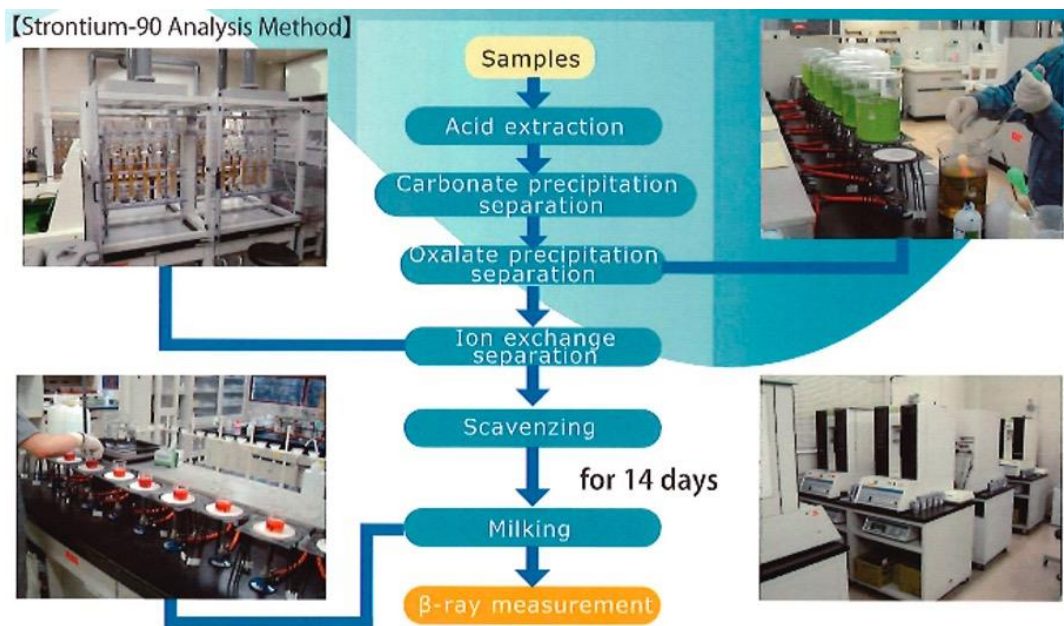 【Strontium-90 Analysis Method】
Samples
Acid extraction
Carbonate precipitation
separation
Oxalate precipitation
separation
Ion exchange
separation
Scavenzing
for 14 days
Milking
β-ray measurement